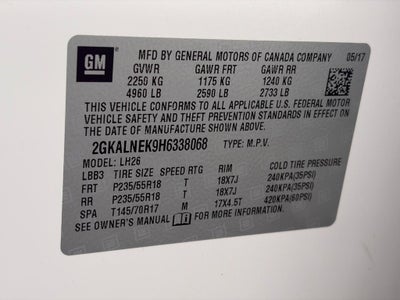 GM
MFD BY GENERAL MOTORS OF CANADA COMPANY 05/17
GVWR GAWR FRT GAWR RR
2250 KG 1175 KG 1240 KG
4960 LB 2590 LB 2733 LB
THIS VEHICLE CONFORMS TO ALL APPLICABLE U.S. FEDERAL MOTOR
VEHICLE SAFETY AND THEFT PREVENTION STANDARDS IN EFFECT
ON THE DATE OF MANUFACTURE SHOWN ABOVE.
2GKALNEK9H6338068 TYPE: M.P.V.
MODEL: LH26
LBB3 TIRE SIZE SPEED RTG RIM COLD TIRE PRESSURE
FRT P235/55R18 T 18X7J 240KPA(35PSI)
RR P235/55R18 T 18X7J 240KPA(35PSI)
SPA T145/70R17 M 17X4.5T 420KPA(60PSI)
SEE OWNER'S MANUAL FOR MORE INFORMATION.